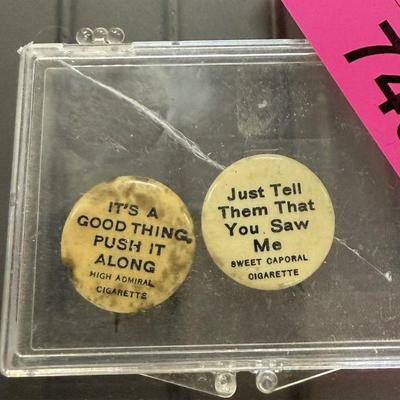 IT'S A
GOOD THING.
PUSH IT
ALONG
HIGH ADMIRAL
CIGARETTE
Just Tell
Them That
You. Saw
Me
SWEET CAPORAL
CIGARETTE